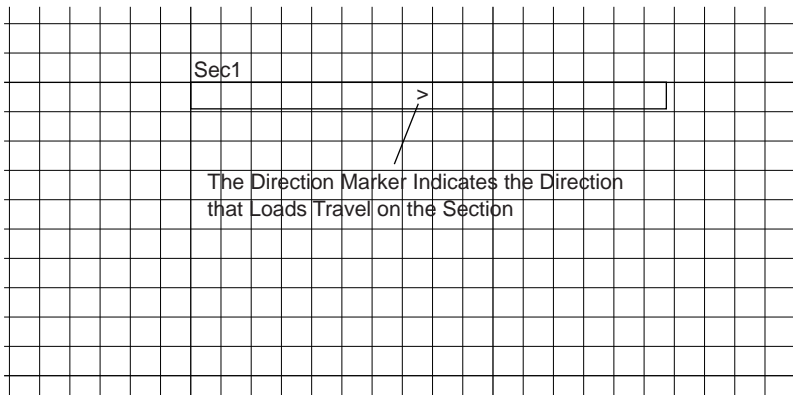 Sec1
>
The Direction Marker Indicates the Direction
that Loads Travel on the Section